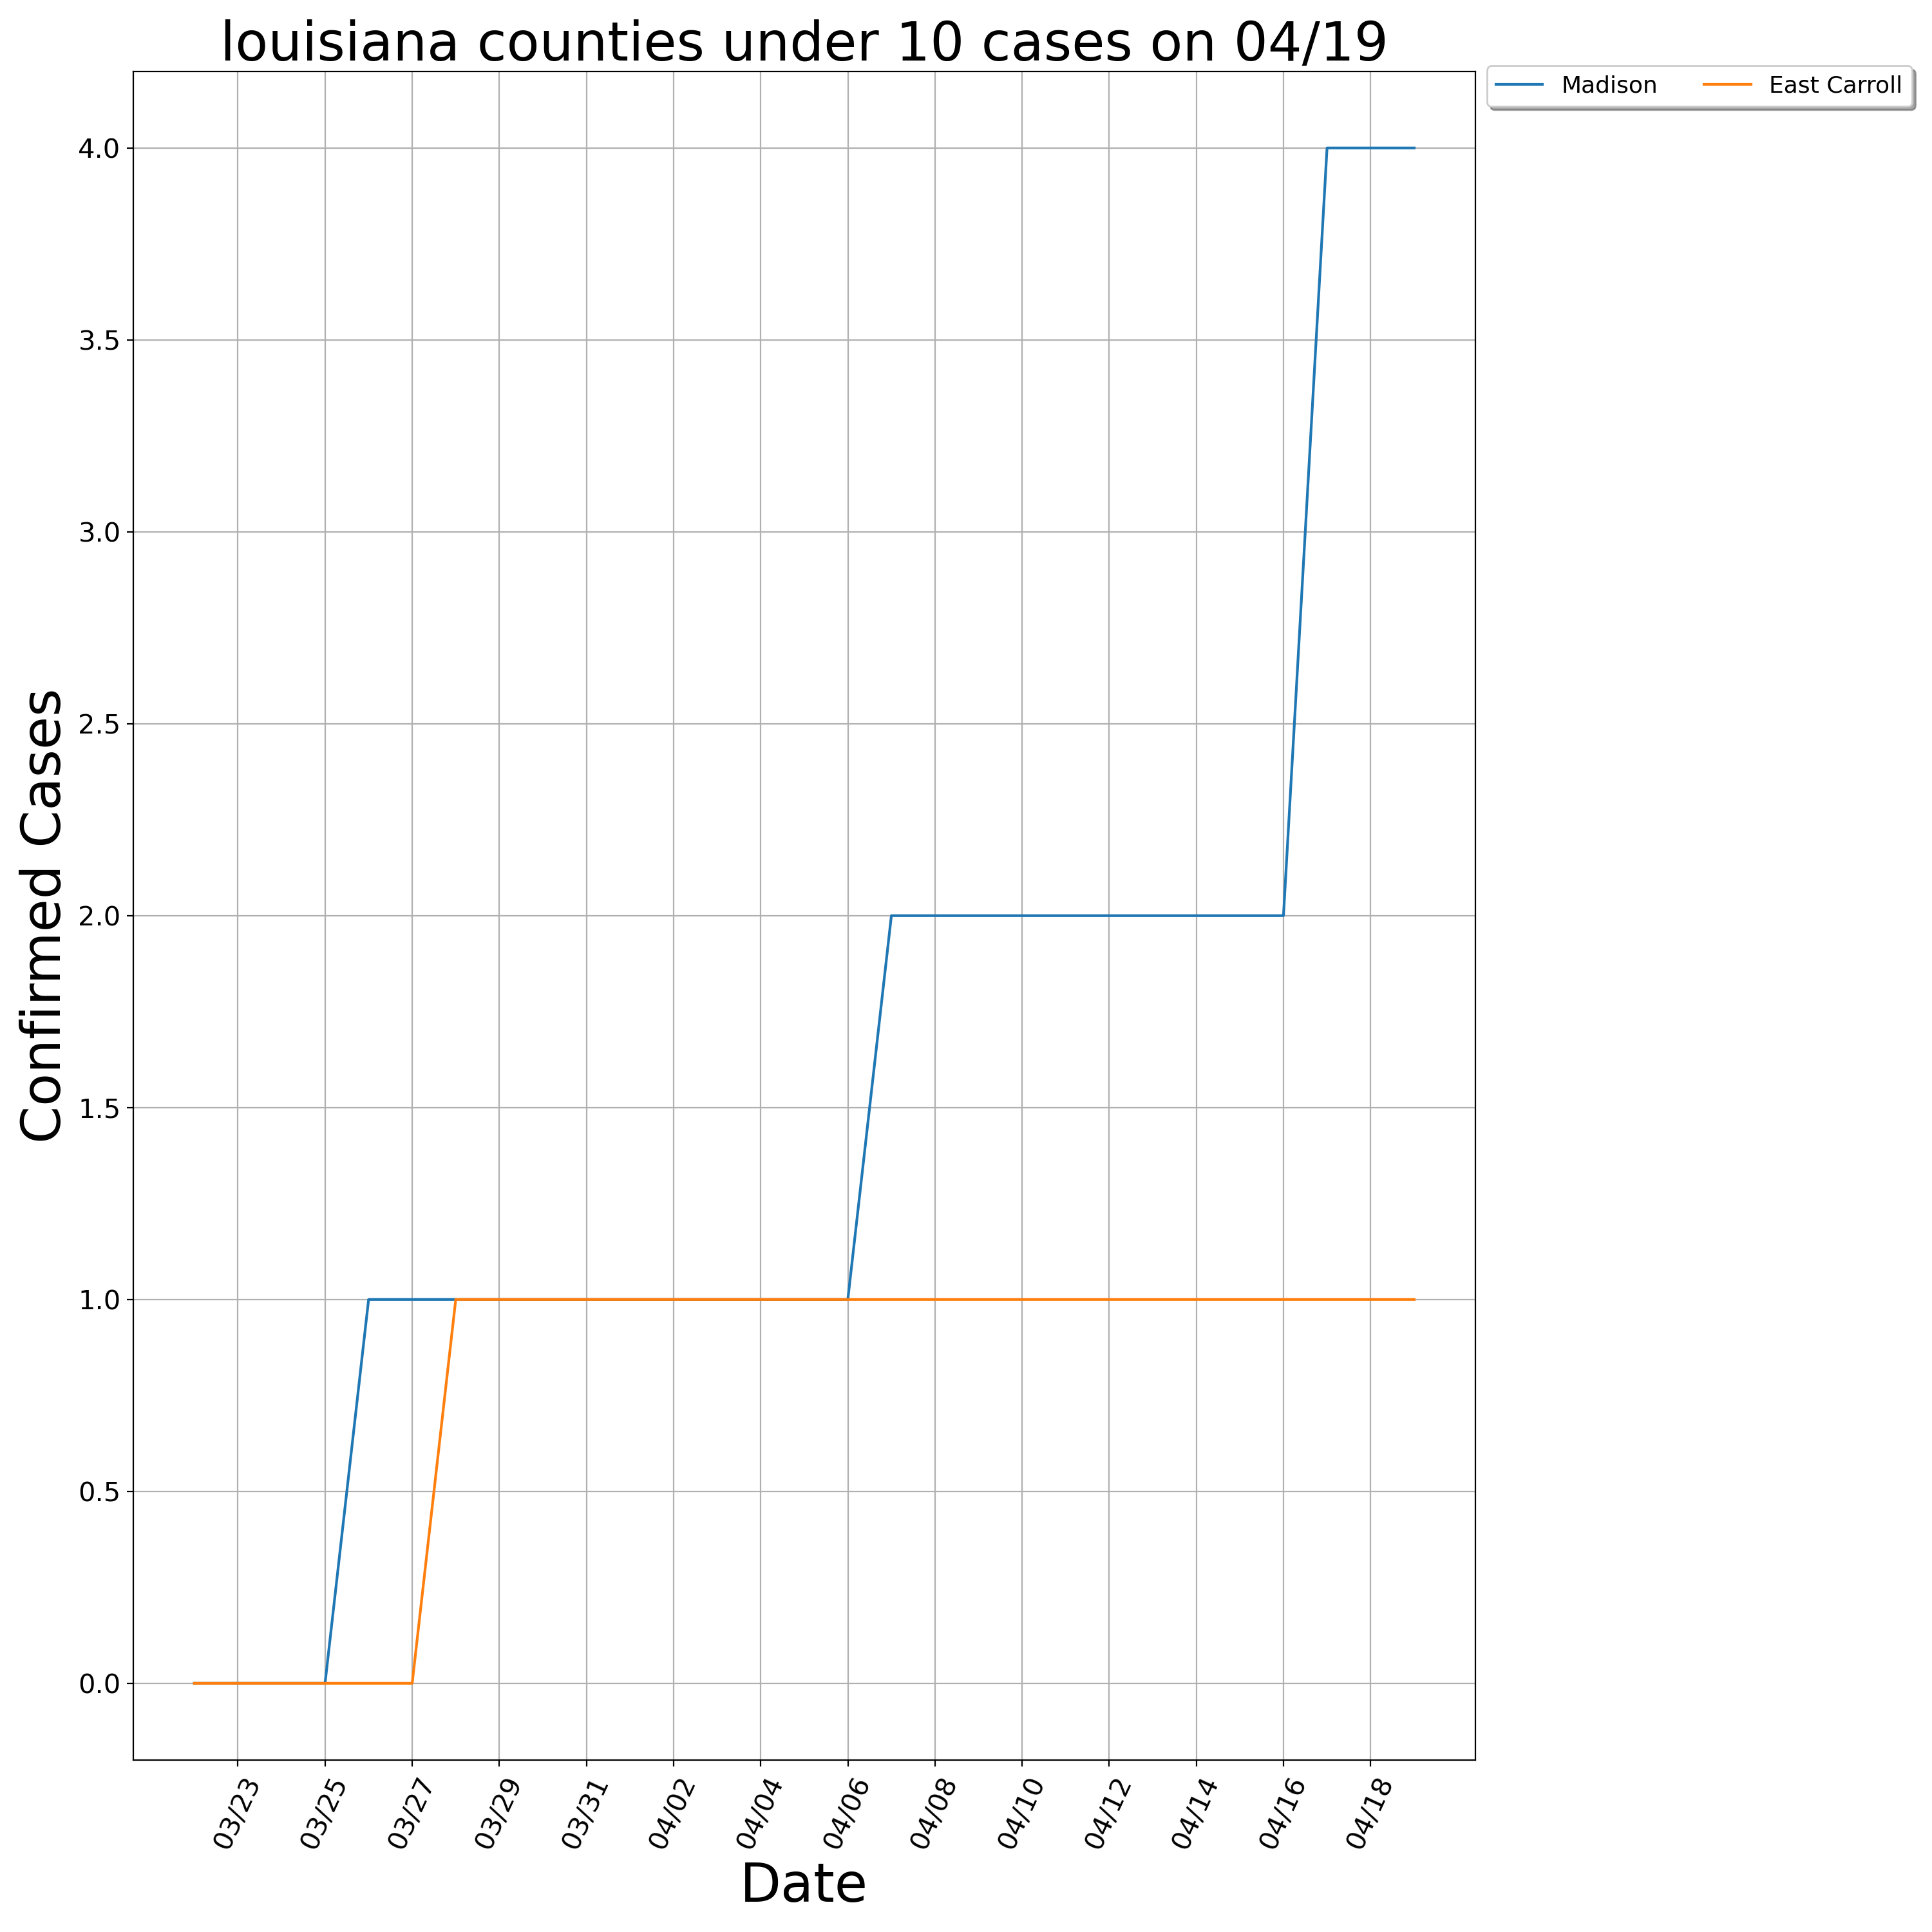 louisiana counties under 10 cases on 04/19
Madison East Carroll
Confirmed Cases
4.0
3.5
3.0
2.5
2.0
1.5
1.0
0.5
0.0
03/23 03/25 03/27 03/29 03/31 04/02 04/04 04/06 04/08 04/10 04/12 04/14 04/16 04/18
Date